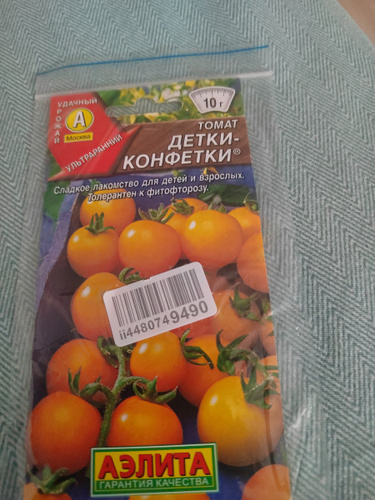 УДАЧНЫЙ
УРОЖАЙ
А
Москва
УЛЬТРАРАННИЙ
10 г
ТОМАТ
ДЕТКИ-
КОНФЕТКИ®
Сладкое лакомство для детей и взрослых.
Толерантен к фитофторозу.
ii4480749490
АЭЛИТА
ГАРАНТИЯ КАЧЕСТВА